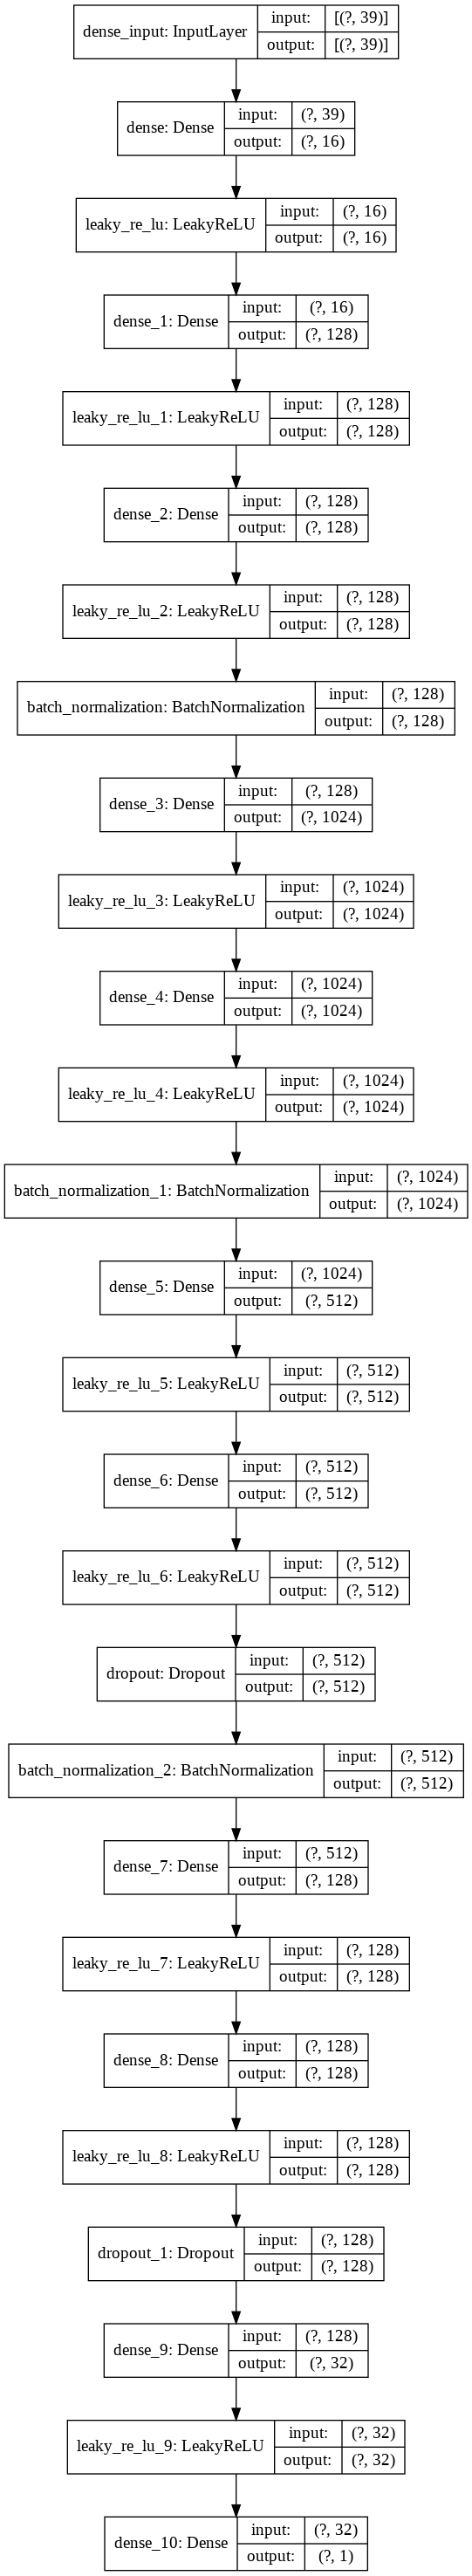 dense_input: InputLayer
input:
[(?, 39)]
output:
[(?, 39)]
dense: Dense
input:
(?, 39)
output:
(?, 16)
leaky_re_lu: LeakyReLU
input:
(?, 16)
output:
(?, 16)
dense_1: Dense
input:
(?, 16)
output:
(?, 128)
leaky_re_lu_1: LeakyReLU
input:
(?, 128)
output:
(?, 128)
dense_2: Dense
input:
(?, 128)
output:
(?, 128)
leaky_re_lu_2: LeakyReLU
input:
(?, 128)
output:
(?, 128)
batch_normalization: BatchNormalization
input:
(?, 128)
output:
(?, 128)
dense_3: Dense
input:
(?, 128)
output:
(?, 1024)
leaky_re_lu_3: LeakyReLU
input:
(?, 1024)
output:
(?, 1024)
dense_4: Dense
input:
(?, 1024)
output:
(?, 1024)
leaky_re_lu_4: LeakyReLU
input:
(?, 1024)
output:
(?, 1024)
batch_normalization_1: BatchNormalization
input:
(?, 1024)
output:
(?, 1024)
dense_5: Dense
input:
(?, 1024)
output:
(?, 512)
leaky_re_lu_5: LeakyReLU
input:
(?, 512)
output:
(?, 512)
dense_6: Dense
input:
(?, 512)
output:
(?, 512)
leaky_re_lu_6: LeakyReLU
input:
(?, 512)
output:
(?, 512)
dropout: Dropout
input:
(?, 512)
output:
(?, 512)
batch_normalization_2: BatchNormalization
input:
(?, 512)
output:
(?, 512)
dense_7: Dense
input:
(?, 512)
output:
(?, 128)
leaky_re_lu_7: LeakyReLU
input:
(?, 128)
output:
(?, 128)
dense_8: Dense
input:
(?, 128)
output:
(?, 128)
leaky_re_lu_8: LeakyReLU
input:
(?, 128)
output:
(?, 128)
dropout_1: Dropout
input:
(?, 128)
output:
(?, 128)
dense_9: Dense
input:
(?, 128)
output:
(?, 32)
leaky_re_lu_9: LeakyReLU
input:
(?, 32)
output:
(?, 32)
dense_10: Dense
input:
(?, 32)
output:
(?, 1)